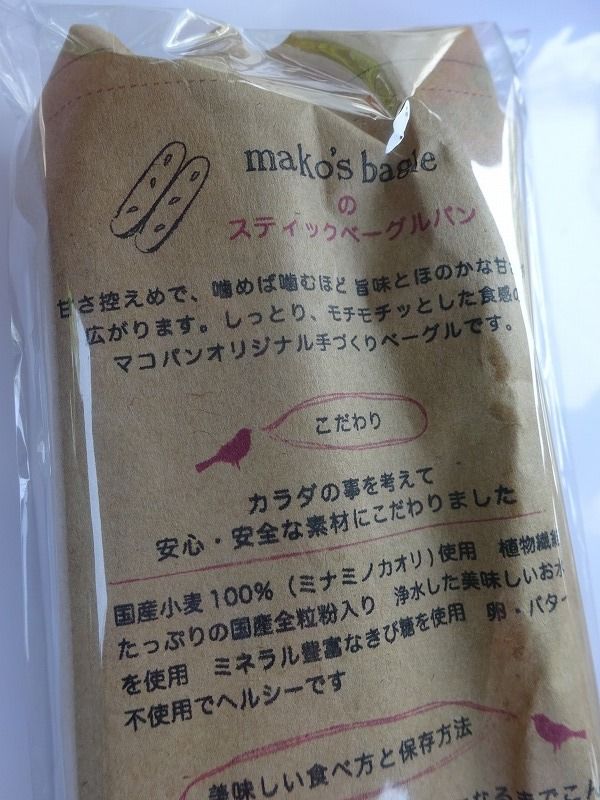 mako's bagle
の
スティックベーグルパン
甘さ控えめで、噛めば噛むほど旨味とほのかな甘
広がります。しっとり、モチモチッとした食感の
マコパンオリジナル手づくりベーグルです。
こだわり
カラダの事を考えて
安心・安全な素材にこだわりました
国産小麦100%（ミナミノカオリ）使用　植物繊維
たっぷりの国産全粒粉入り　浄水した美味しいお水
を使用　ミネラル豊富なきび糖を使用　卵・バター
不使用でヘルシーです
美味しい食べ方と保存方法